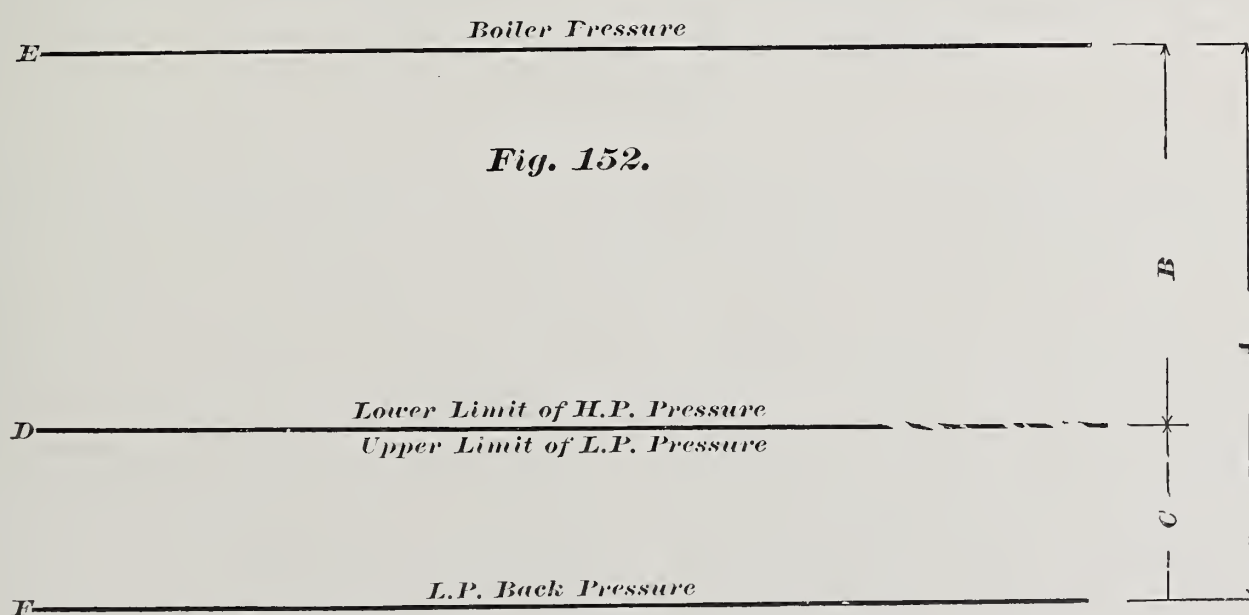 Boiler Pressure
E
Fig. 152.
B
Lower Limit of H.P. Pressure
D
Upper Limit of L.P. Pressure
C
L.P. Back Pressure
F